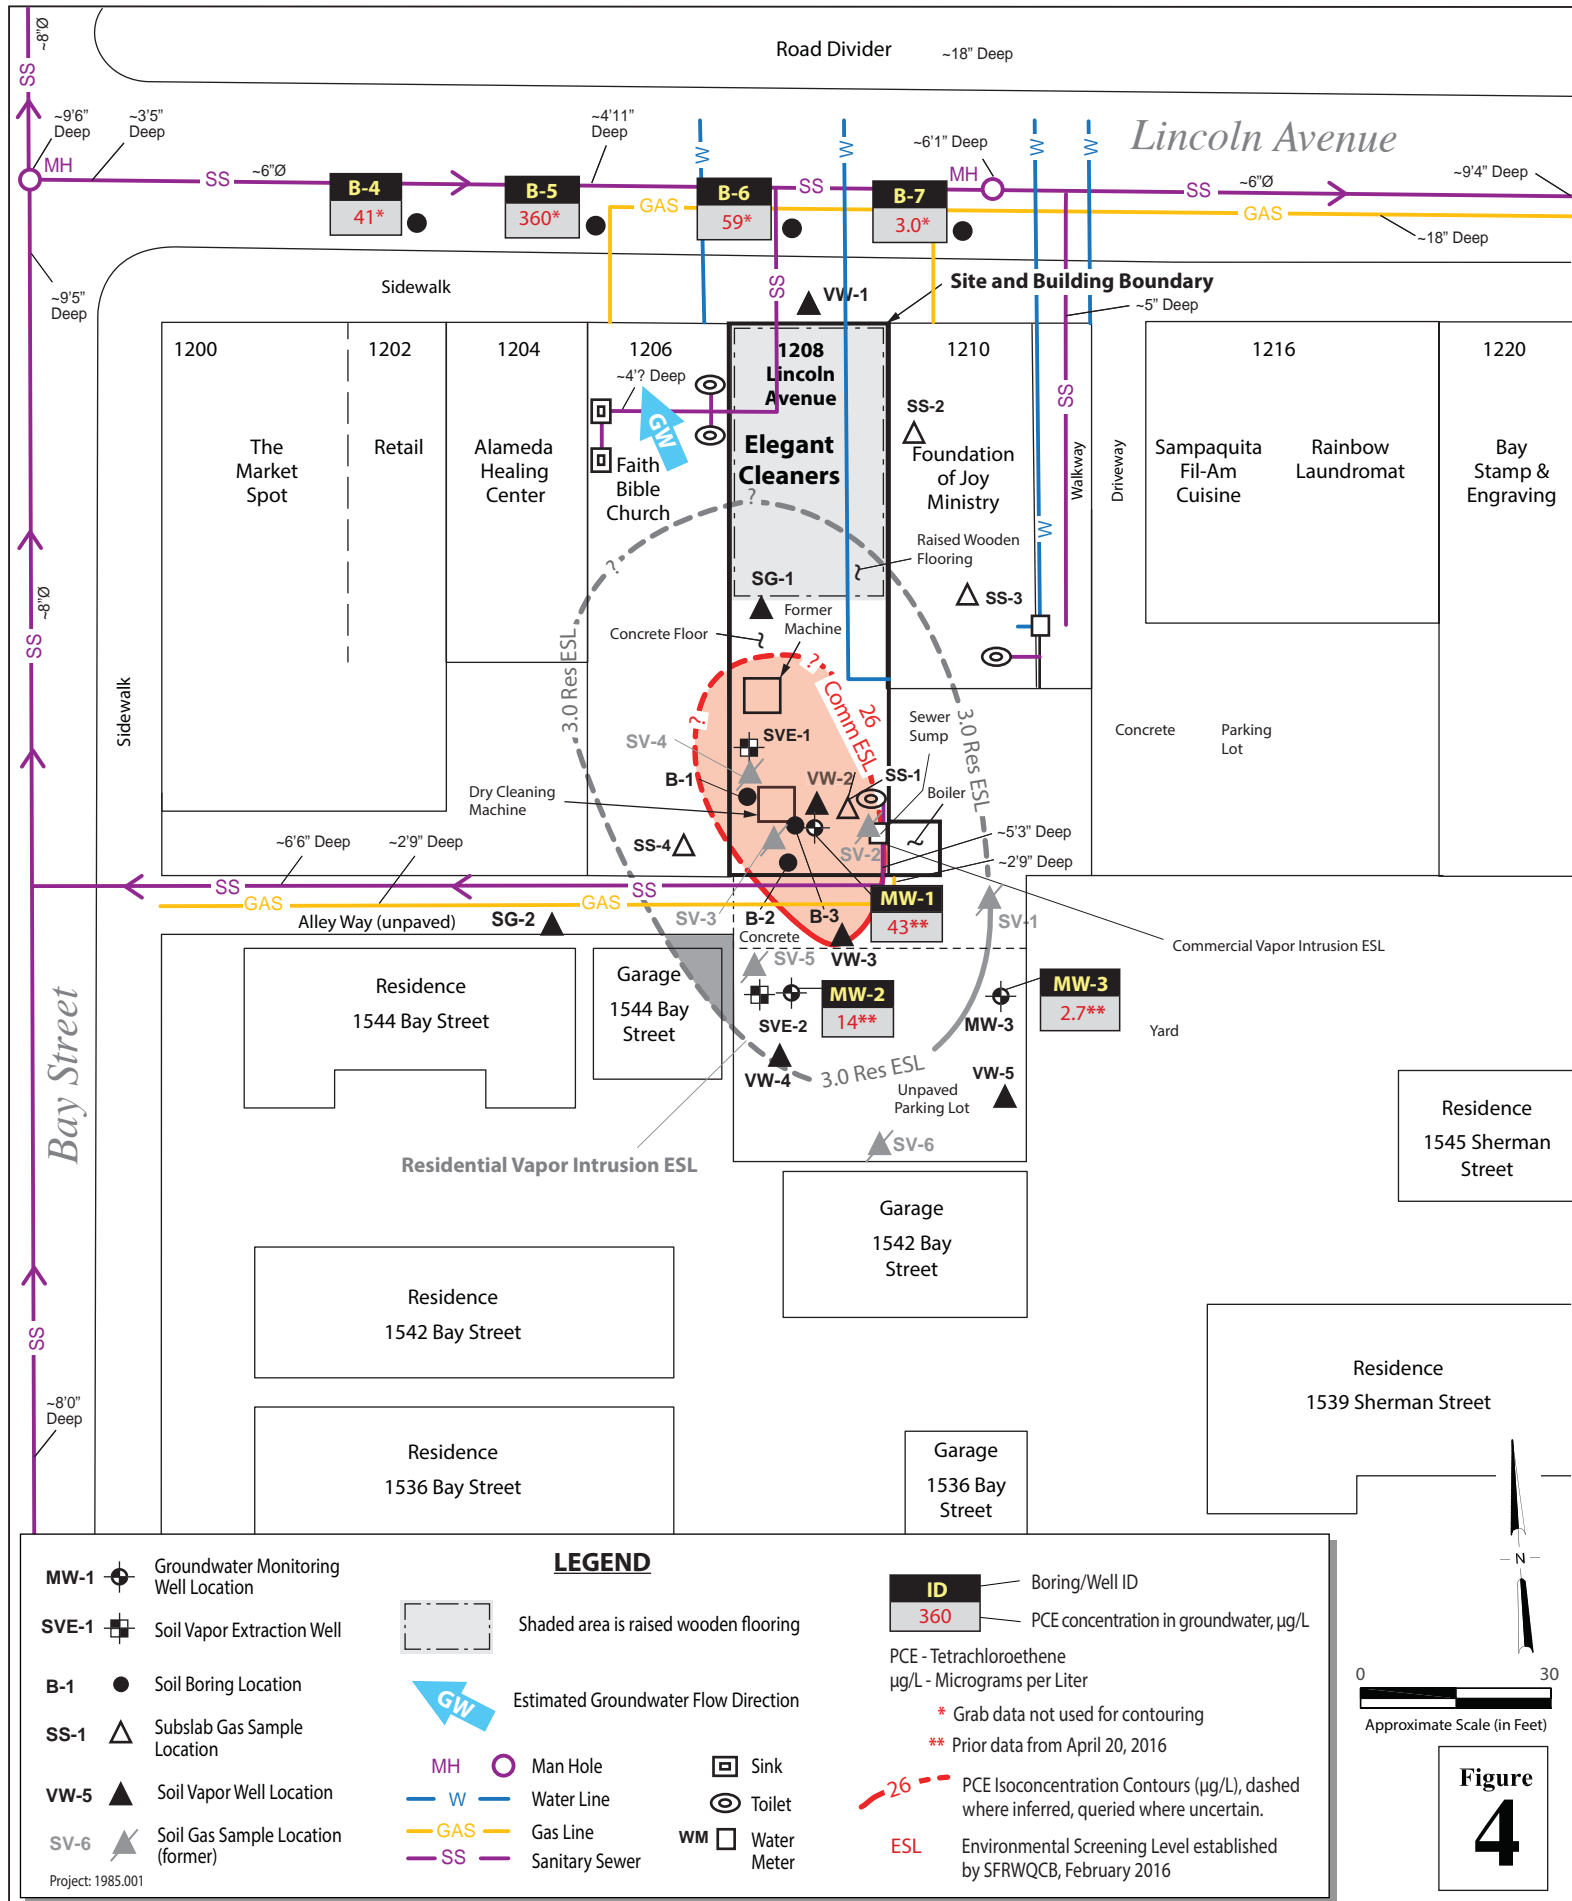 ~8"Ø
Road Divider
~18" Deep
SS
~9'6"
Deep
~3'5"
Deep
~4'11"
Deep
~6'1" Deep
Lincoln Avenue
W
W
W
W
MH
SS
~6"Ø
B-4
41*
B-5
360*
B-6
59*
SS
B-7
3.0*
MH
SS
~6"Ø
~9'4" Deep
GAS
GAS
~18" Deep
Sidewalk
SS
~9'5"
Deep
VW-1
Site and Building Boundary
~5" Deep
1200
1202
1204
1206
1208
Lincoln
Avenue
1210
1216
1220
~4'? Deep
GW
SS-2
SS
The
Market
Spot
Retail
Alameda
Healing
Center
Faith
Bible
Church
Elegant
Cleaners
Foundation
of Joy
Ministry
Walkway
Driveway
Sampaquita
Fil-Am
Cuisine
Rainbow
Laundromat
Bay
Stamp &
Engraving
?
?
W
Raised Wooden
Flooring
SG-1
SS-3
~8"Ø
SS
Former
Machine
Concrete Floor
3.0 Res ESL
?
?
26
Comm ESL
3.0 Res ESL
Sidewalk
Sewer
Sump
SVE-1
SV-4
Concrete
Parking
Lot
B-1
VW-2
SS-1
Boiler
Dry Cleaning
Machine
SS-4
SV-2
~5'3" Deep
~2'9" Deep
~6'6" Deep
~2'9" Deep
SS
SS
GAS
GAS
Alley Way (unpaved)
SG-2
SV-3
B-2
B-3
MW-1
43**
SV-1
Concrete
VW-3
Commercial Vapor Intrusion ESL
SV-5
Residence
1544 Bay Street
Garage
1544 Bay
Street
MW-2
14**
SVE-2
MW-3
MW-3
2.7**
Yard
VW-4
3.0 Res ESL
VW-5
Unpaved
Parking Lot
Bay Street
SV-6
Residential Vapor Intrusion ESL
Residence
1545 Sherman
Street
Garage
1542 Bay
Street
Residence
1542 Bay Street
SS
Residence
1539 Sherman Street
~8'0"
Deep
Residence
1536 Bay Street
Garage
1536 Bay
Street
N
LEGEND
MW-1
Groundwater Monitoring
Well Location
SVE-1
Soil Vapor Extraction Well
B-1
Soil Boring Location
SS-1
Subslab Gas Sample
Location
VW-5
Soil Vapor Well Location
SV-6
Soil Gas Sample Location
(former)
Project: 1985.001
Shaded area is raised wooden flooring
GW
Estimated Groundwater Flow Direction
MH
Man Hole
W
Water Line
GAS
Gas Line
SS
Sanitary Sewer
Sink
Toilet
WM
Water
Meter
ID
360
Boring/Well ID
PCE concentration in groundwater, µg/L
PCE - Tetrachloroethene
µg/L - Micrograms per Liter
* Grab data not used for contouring
** Prior data from April 20, 2016
26
PCE Isoconcentration Contours (µg/L), dashed
where inferred, queried where uncertain.
ESL
Environmental Screening Level established
by SFRWQCB, February 2016
0
30
Approximate Scale (in Feet)
Figure
4